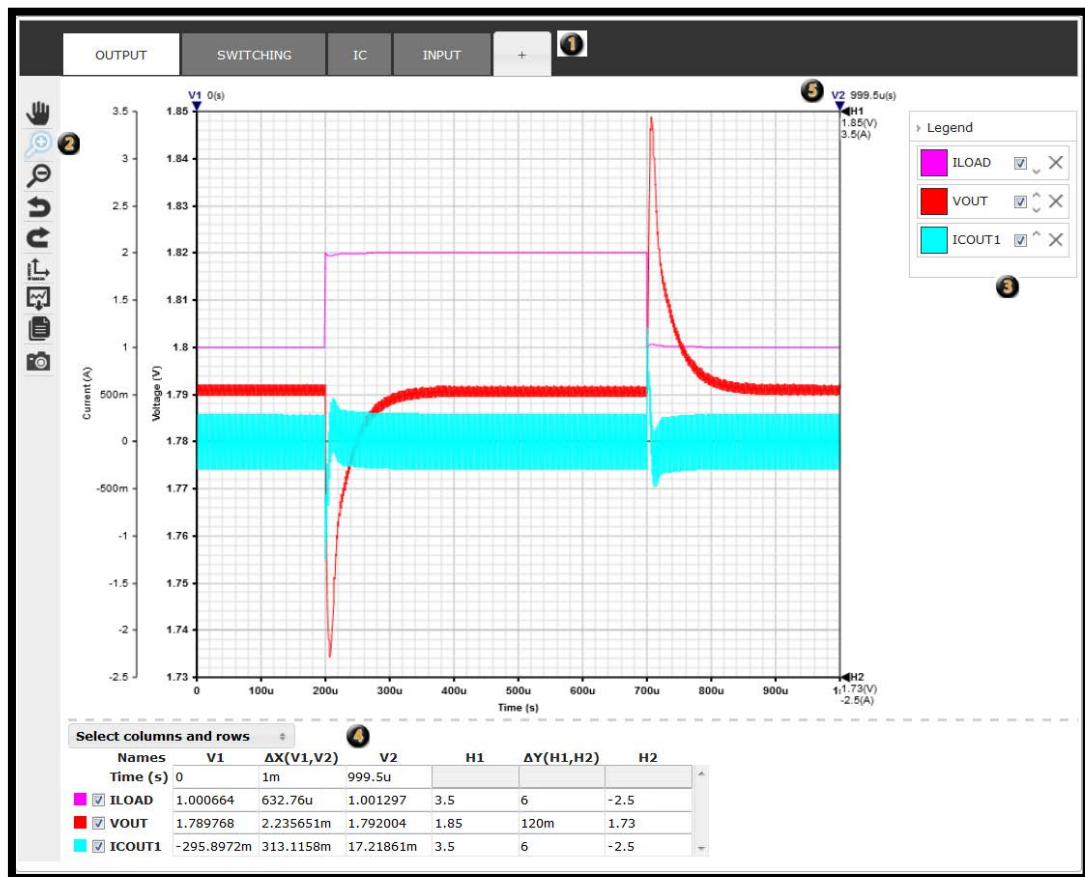 OUTPUT SWITCHING IC INPUT + 1
V1 0(s) 5 V2 999.5u(s)
H1
1.85(V)
3.5(A)
2
Current (A)
3.5
3
2.5
2
1.5
1
500m
0
-500m
-1
-1.5
-2
-2.5
Voltage (V)
1.85
1.84
1.83
1.82
1.81
1.8
1.79
1.78
1.77
1.76
1.75
1.74
1.73
0 100u 200u 300u 400u 500u 600u 700u 800u 900u
Time (s)
H2
1.73(V)
-2.5(A)
› Legend
ILOAD
VOUT
ICOUT1
3
Select columns and rows 4
Names V1 ΔX(V1,V2) V2 H1 ΔY(H1,H2) H2
Time (s) 0 1m 999.5u
ILOAD 1.000664 632.76u 1.001297 3.5 6 -2.5
VOUT 1.789768 2.235651m 1.792004 1.85 120m 1.73
ICOUT1 -295.8972m 313.1158m 17.21861m 3.5 6 -2.5